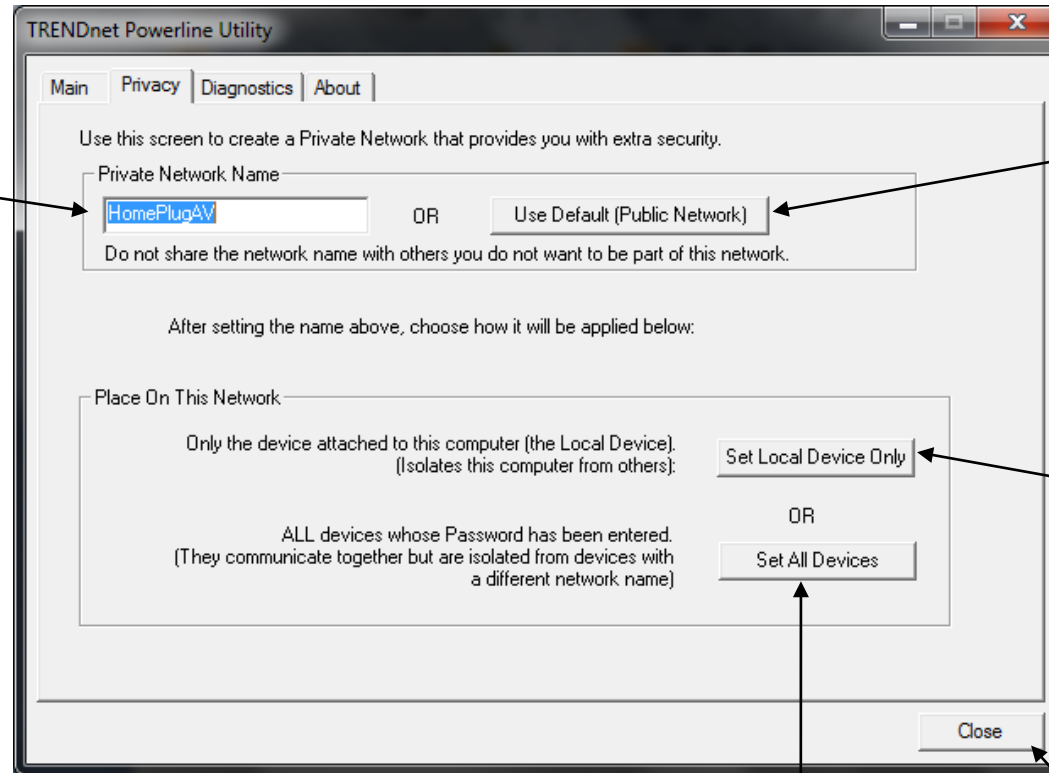 TRENDnet Powerline Utility
Main Privacy Diagnostics About
Use this screen to create a Private Network that provides you with extra security.
Private Network Name
HomePlugAV OR Use Default (Public Network)
Do not share the network name with others you do not want to be part of this network.
After setting the name above, choose how it will be applied below:
Place On This Network
Only the device attached to this computer (the Local Device).
(Isolates this computer from others):
Set Local Device Only
OR
ALL devices whose Password has been entered.
(They communicate together but are isolated from devices with
a different network name)
Set All Devices
Close